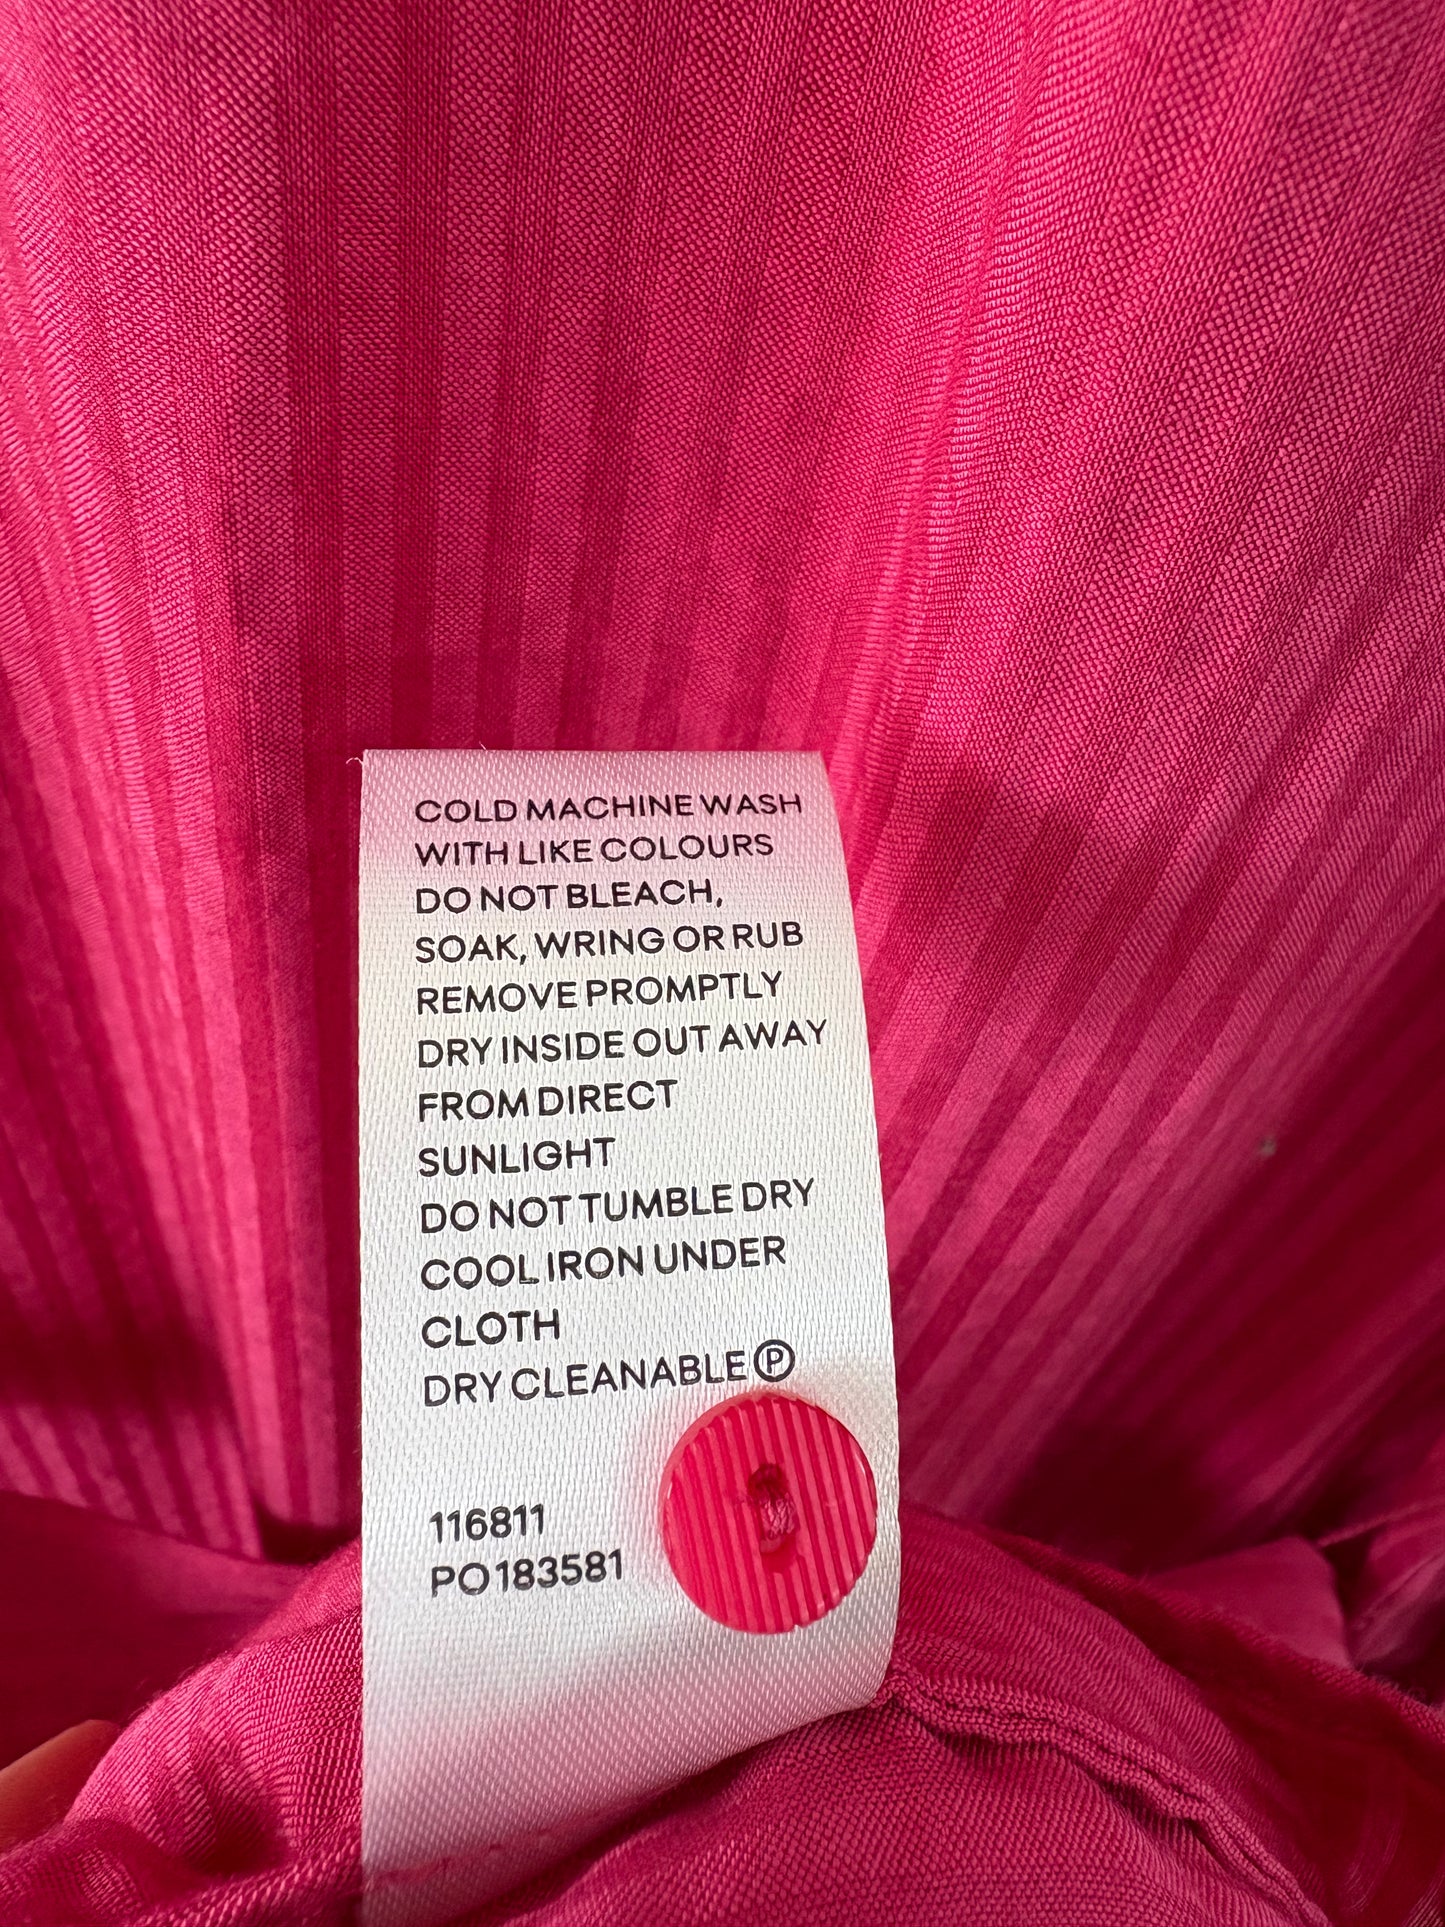 COLD MACHINE WASH
WITH LIKE COLOURS
DO NOT BLEACH,
SOAK, WRING OR RUB
REMOVE PROMPTLY
DRY INSIDE OUT AWAY
FROM DIRECT
SUNLIGHT
DO NOT TUMBLE DRY
COOL IRON UNDER
CLOTH
DRY CLEANABLE Ⓟ
116811
PO183581